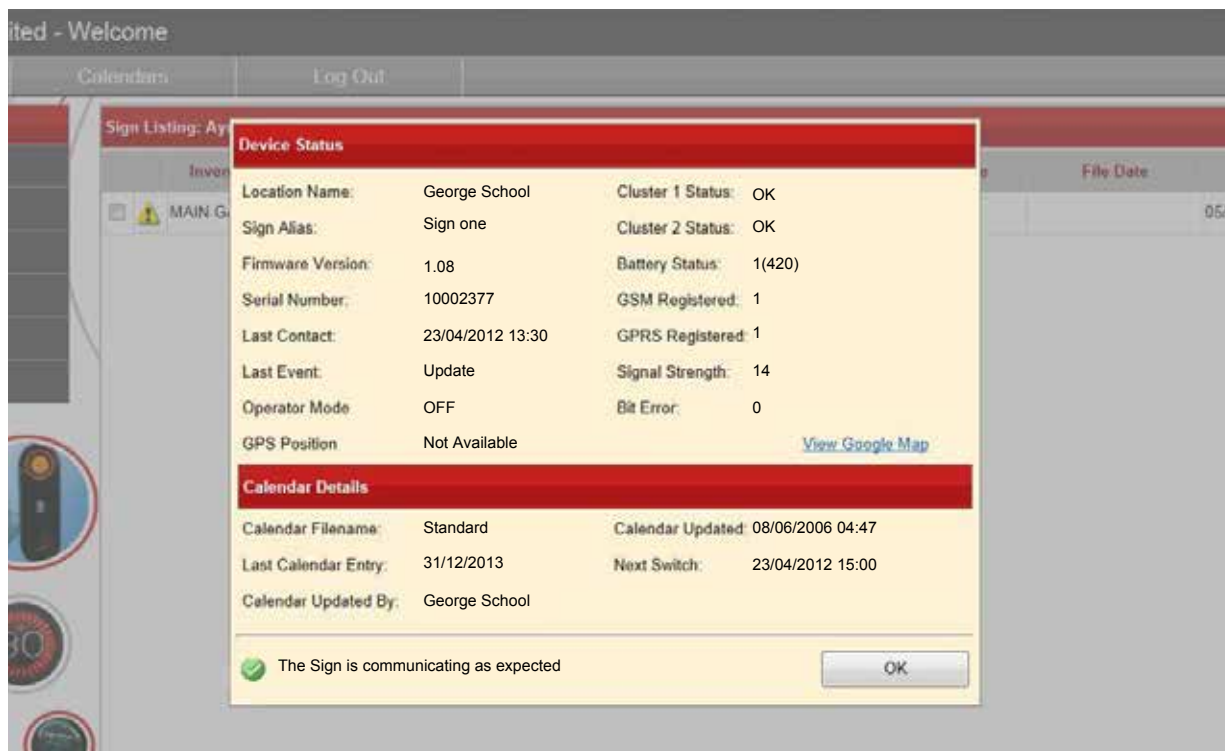 ited - Welcome
Calendars Log Out
Sign Listing: Ay
Inven File Date
MAIN GA 05/
Device Status
Location Name: George School Cluster 1 Status: OK
Sign Alias: Sign one Cluster 2 Status: OK
Firmware Version: 1.08 Battery Status: 1(420)
Serial Number: 10002377 GSM Registered: 1
Last Contact: 23/04/2012 13:30 GPRS Registered: 1
Last Event: Update Signal Strength: 14
Operator Mode OFF Bit Error: 0
GPS Position Not Available View Google Map
Calendar Details
Calendar Filename: Standard Calendar Updated: 08/06/2006 04:47
Last Calendar Entry: 31/12/2013 Next Switch: 23/04/2012 15:00
Calendar Updated By: George School
The Sign is communicating as expected OK